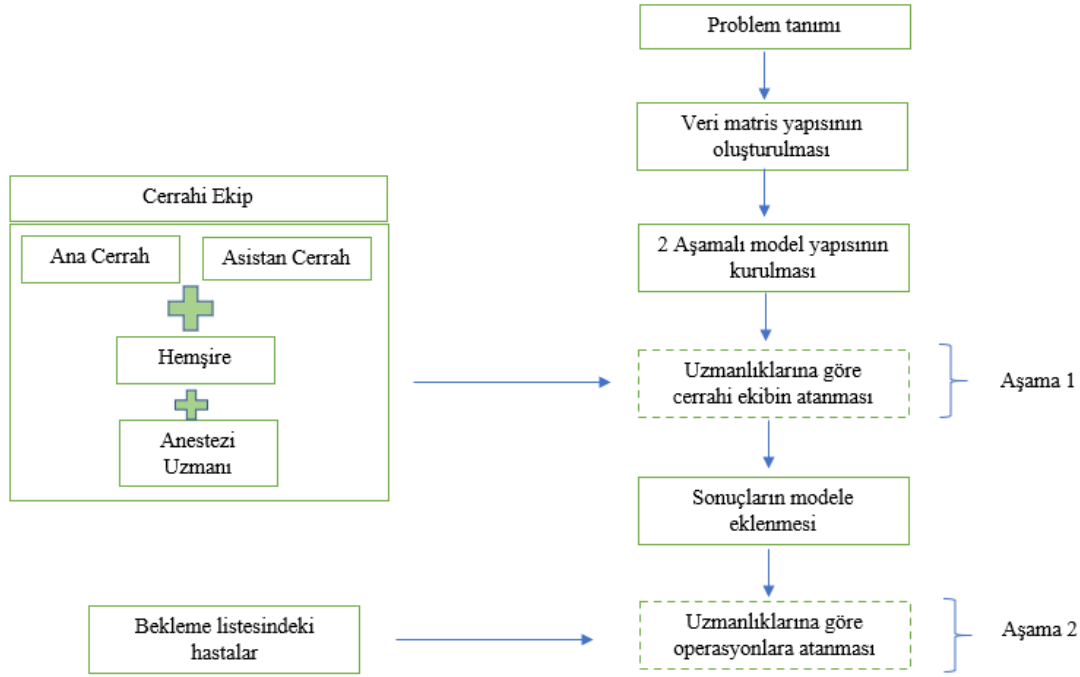 Problem tanımı
Veri matris yapısının
oluşturulması
Cerrahi Ekip
Ana Cerrah
Asistan Cerrah
Hemşire
Anestezi
Uzmanı
2 Aşamalı model yapısının
kurulması
Uzmanlıklarına göre
cerrahi ekibin atanması
Aşama 1
Sonuçların modele
eklenmesi
Bekleme listesindeki
hastalar
Uzmanlıklarına göre
operasyonlara atanması
Aşama 2